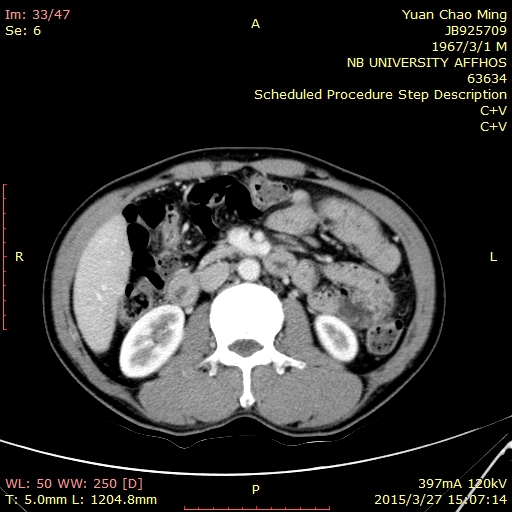 Im: 33/47
Se: 6
A
Yuan Chao Ming
JB925709
1967/3/1 M
NB UNIVERSITY AFFHOS
63634
Scheduled Procedure Step Description
C+V
C+V
R
L
WL: 50 WW: 250 [D]
T: 5.0mm L: 1204.8mm
P
397mA 120kV
2015/3/27 15:07:14